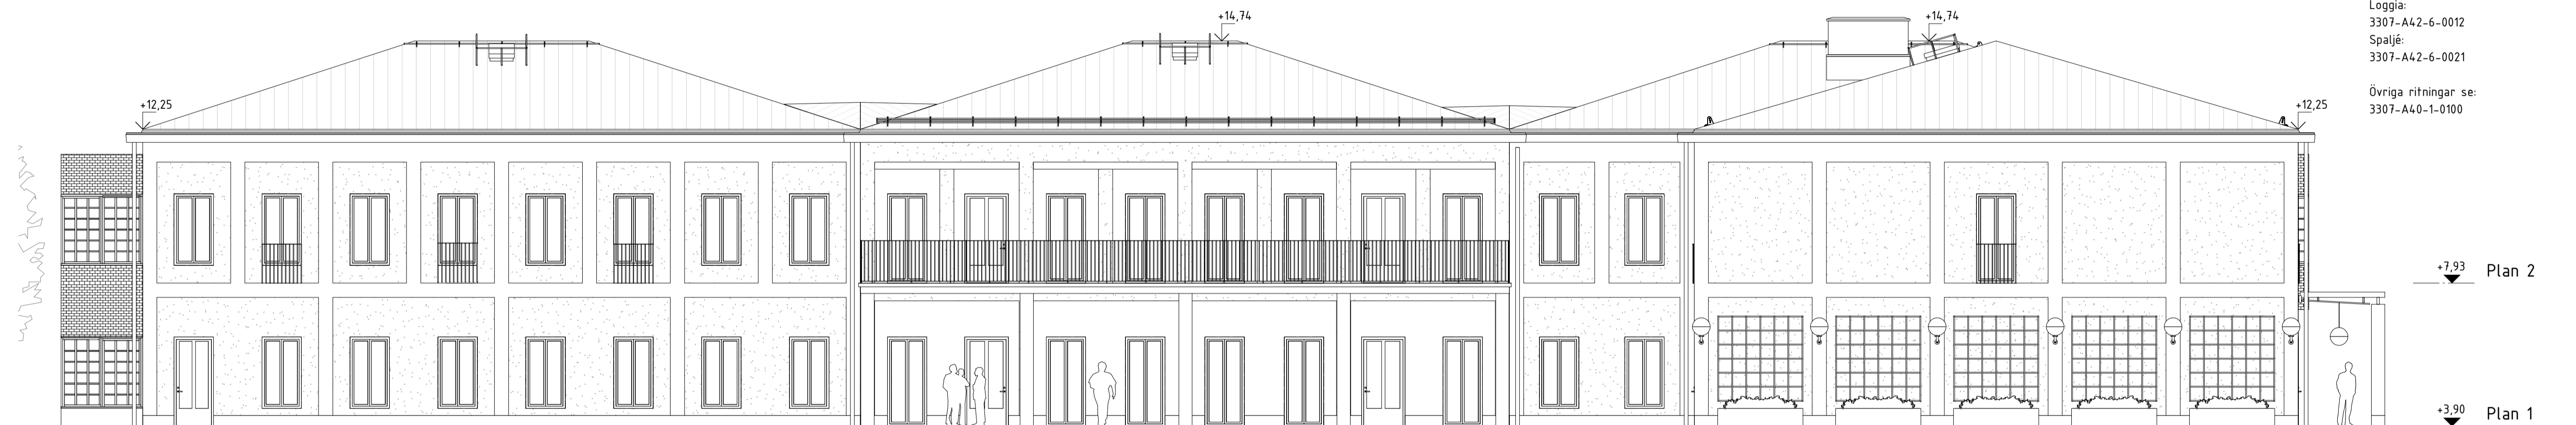 Loggia:
3307-A42-6-0012
Spaljé:
3307-A42-6-0021
Övriga ritningar se:
3307-A40-1-0100
+14,74
+14,74
+12,25
+12,25
+7,93 Plan 2
+3,90 Plan 1